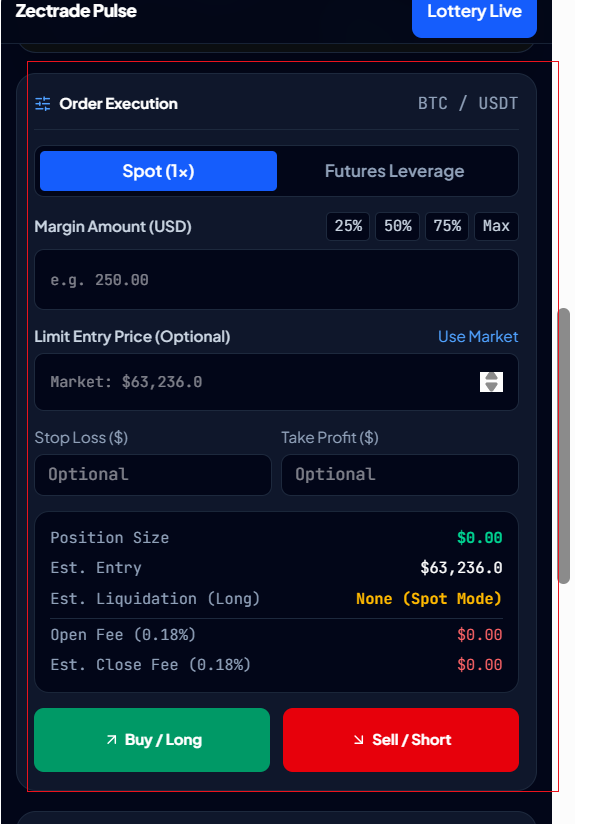 Zectrade Pulse Lottery Live
Order Execution BTC / USDT
Spot (1x) Futures Leverage
Margin Amount (USD) 25% 50% 75% Max
e.g. 250.00
Limit Entry Price (Optional) Use Market
Market: $63,236.0
Stop Loss ($) Take Profit ($)
Optional Optional
Position Size $0.00
Est. Entry $63,236.0
Est. Liquidation (Long) None (Spot Mode)
Open Fee (0.18%) $0.00
Est. Close Fee (0.18%) $0.00
Buy / Long Sell / Short